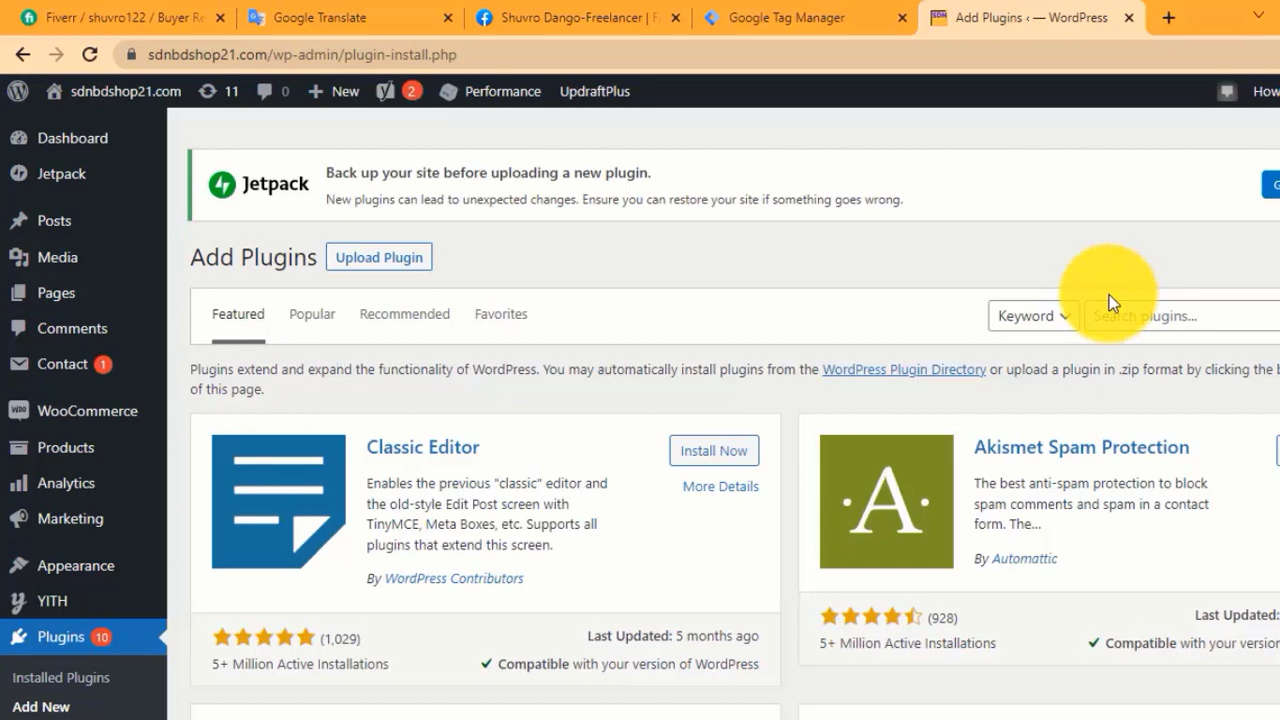 Fiverr / shuvro122 / Buyer Re
Google Translate
Shuvro Dango-Freelancer | F
Google Tag Manager
SDN Add Plugins ‹ — WordPress
sdnbdshop21.com/wp-admin/plugin-install.php
sdnbdshop21.com 11 0 New 2 Performance UpdraftPlus How
Dashboard
Jetpack
Posts
Media
Pages
Comments
Contact 1
WooCommerce
Products
Analytics
Marketing
Appearance
YITH
Plugins 10
Installed Plugins
Add New
Jetpack
Back up your site before uploading a new plugin.
New plugins can lead to unexpected changes. Ensure you can restore your site if something goes wrong.
G
Add Plugins Upload Plugin
Featured Popular Recommended Favorites Keyword Search plugins...
Plugins extend and expand the functionality of WordPress. You may automatically install plugins from the WordPress Plugin Directory or upload a plugin in .zip format by clicking the b
of this page.
Classic Editor
Install Now
More Details
Enables the previous "classic" editor and
the old-style Edit Post screen with
TinyMCE, Meta Boxes, etc. Supports all
plugins that extend this screen.
By WordPress Contributors
(1,029)
Last Updated: 5 months ago
5+ Million Active Installations
Compatible with your version of WordPress
·A·
Akismet Spam Protection
The best anti-spam protection to block
spam comments and spam in a contact
form. The...
By Automattic
(928)
Last Updated:
5+ Million Active Installations
Compatible with your version